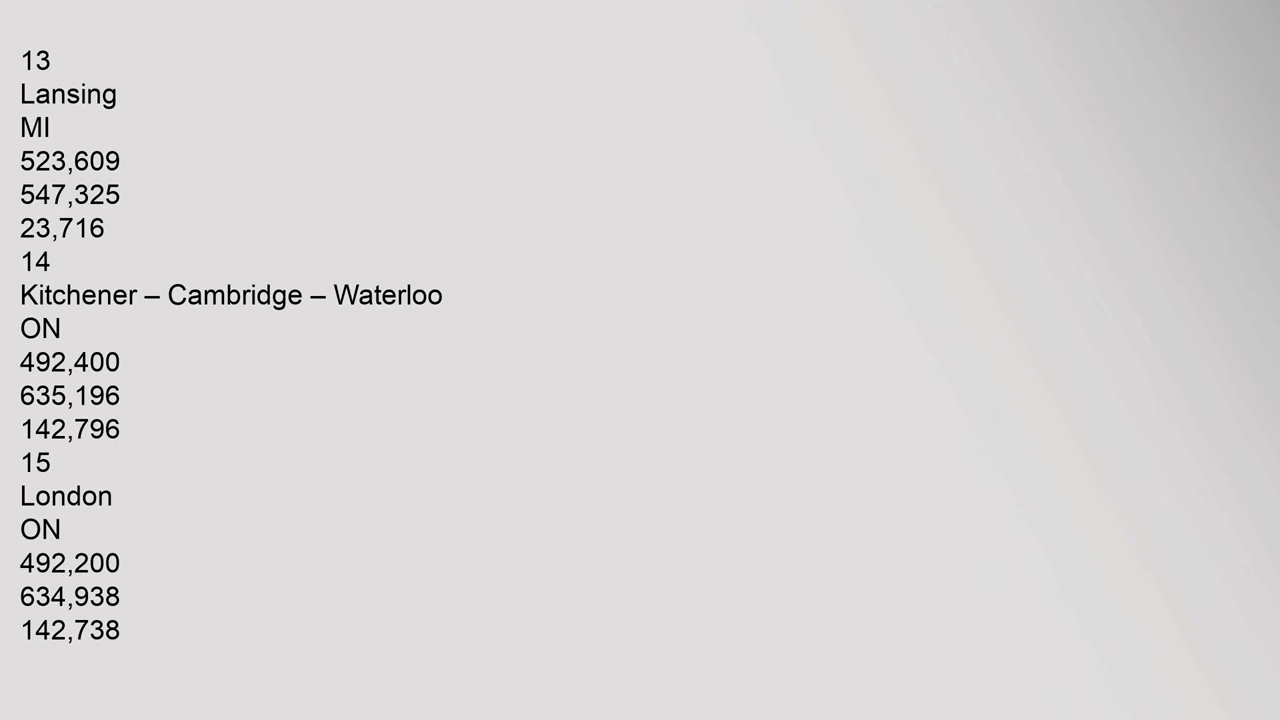 13
Lansing
MI
523,609
547,325
23,716
14
Kitchener – Cambridge – Waterloo
ON
492,400
635,196
142,796
15
London
ON
492,200
634,938
142,738